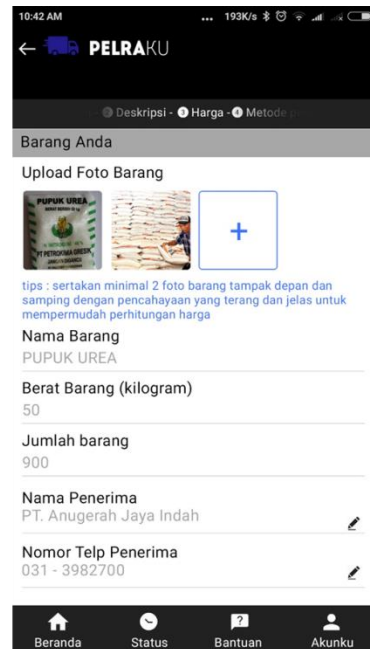 10:42 AM ... 193K/s
PELRAKU
- 2 Deskripsi - 3 Harga - 4 Metode
Barang Anda
Upload Foto Barang
PUPUK UREA
PT PETROKIMIA GRESIK
+
tips : sertakan minimal 2 foto barang tampak depan dan
samping dengan pencahayaan yang terang dan jelas untuk
mempermudah perhitungan harga
Nama Barang
PUPUK UREA
Berat Barang (kilogram)
50
Jumlah barang
900
Nama Penerima
PT. Anugerah Jaya Indah
Nomor Telp Penerima
031 - 3982700
Beranda Status Bantuan Akunku